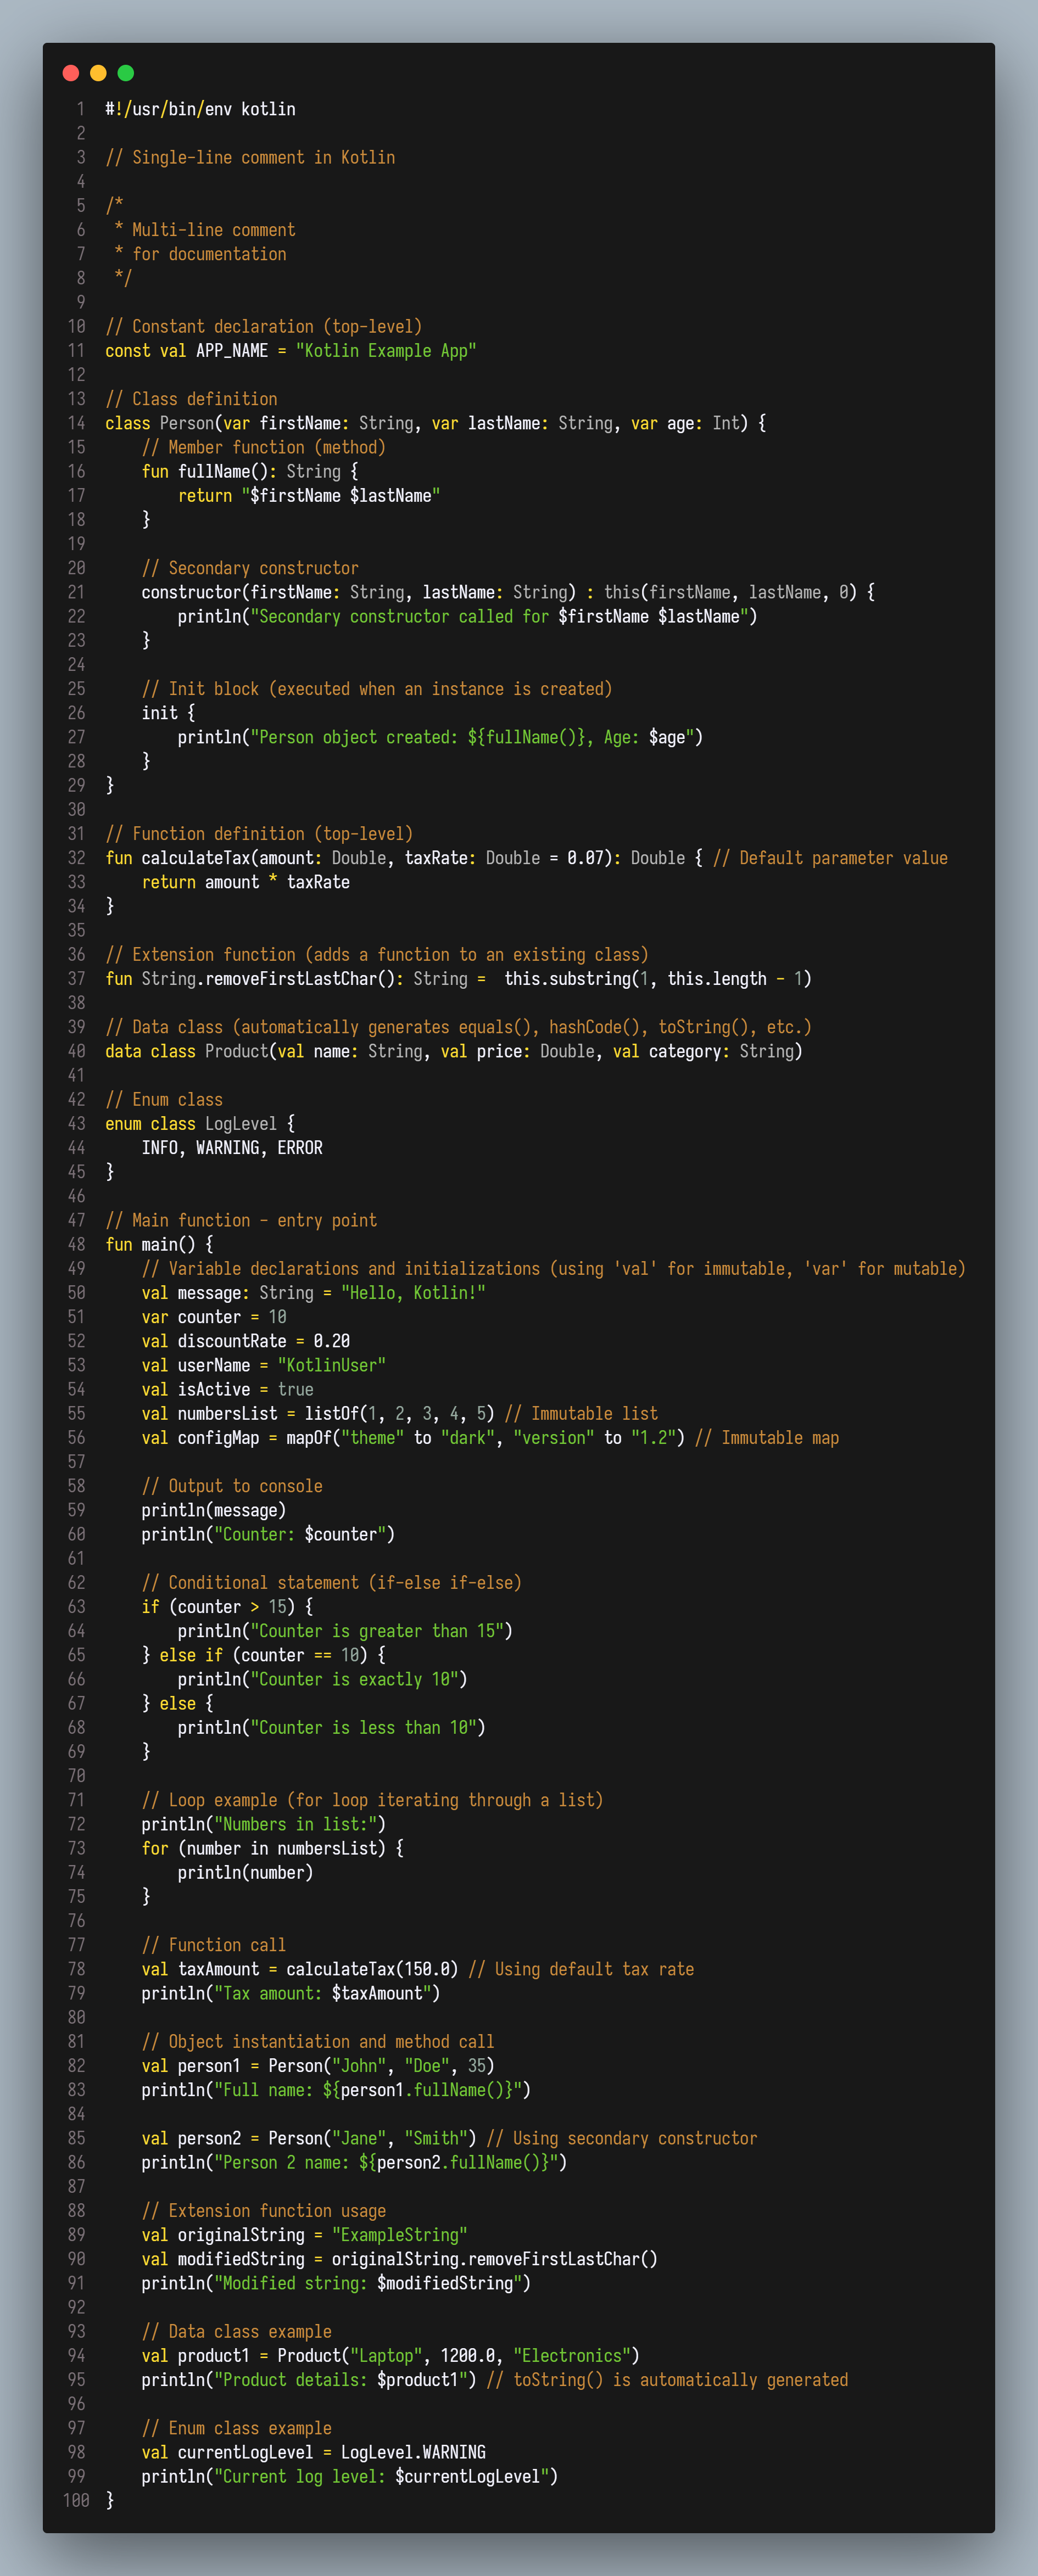 1 #!/usr/bin/env kotlin
2
3 // Single-line comment in Kotlin
4
5 /*
6  * Multi-line comment
7  * for documentation
8  */
9
10 // Constant declaration (top-level)
11 const val APP_NAME = "Kotlin Example App"
12
13 // Class definition
14 class Person(var firstName: String, var lastName: String, var age: Int) {
15     // Member function (method)
16     fun fullName(): String {
17         return "$firstName $lastName"
18     }
19
20     // Secondary constructor
21     constructor(firstName: String, lastName: String) : this(firstName, lastName, 0) {
22         println("Secondary constructor called for $firstName $lastName")
23     }
24
25     // Init block (executed when an instance is created)
26     init {
27         println("Person object created: ${fullName()}, Age: $age")
28     }
29 }
30
31 // Function definition (top-level)
32 fun calculateTax(amount: Double, taxRate: Double = 0.07): Double { // Default parameter value
33     return amount * taxRate
34 }
35
36 // Extension function (adds a function to an existing class)
37 fun String.removeFirstLastChar(): String =  this.substring(1, this.length - 1)
38
39 // Data class (automatically generates equals(), hashCode(), toString(), etc.)
40 data class Product(val name: String, val price: Double, val category: String)
41
42 // Enum class
43 enum class LogLevel {
44     INFO, WARNING, ERROR
45 }
46
47 // Main function - entry point
48 fun main() {
49     // Variable declarations and initializations (using 'val' for immutable, 'var' for mutable)
50     val message: String = "Hello, Kotlin!"
51     var counter = 10
52     val discountRate = 0.20
53     val userName = "KotlinUser"
54     val isActive = true
55     val numbersList = listOf(1, 2, 3, 4, 5) // Immutable list
56     val configMap = mapOf("theme" to "dark", "version" to "1.2") // Immutable map
57
58     // Output to console
59     println(message)
60     println("Counter: $counter")
61
62     // Conditional statement (if-else if-else)
63     if (counter > 15) {
64         println("Counter is greater than 15")
65     } else if (counter == 10) {
66         println("Counter is exactly 10")
67     } else {
68         println("Counter is less than 10")
69     }
70
71     // Loop example (for loop iterating through a list)
72     println("Numbers in list:")
73     for (number in numbersList) {
74         println(number)
75     }
76
77     // Function call
78     val taxAmount = calculateTax(150.0) // Using default tax rate
79     println("Tax amount: $taxAmount")
80
81     // Object instantiation and method call
82     val person1 = Person("John", "Doe", 35)
83     println("Full name: ${person1.fullName()}")
84
85     val person2 = Person("Jane", "Smith") // Using secondary constructor
86     println("Person 2 name: ${person2.fullName()}")
87
88     // Extension function usage
89     val originalString = "ExampleString"
90     val modifiedString = originalString.removeFirstLastChar()
91     println("Modified string: $modifiedString")
92
93     // Data class example
94     val product1 = Product("Laptop", 1200.0, "Electronics")
95     println("Product details: $product1") // toString() is automatically generated
96
97     // Enum class example
98     val currentLogLevel = LogLevel.WARNING
99     println("Current log level: $currentLogLevel")
100 }